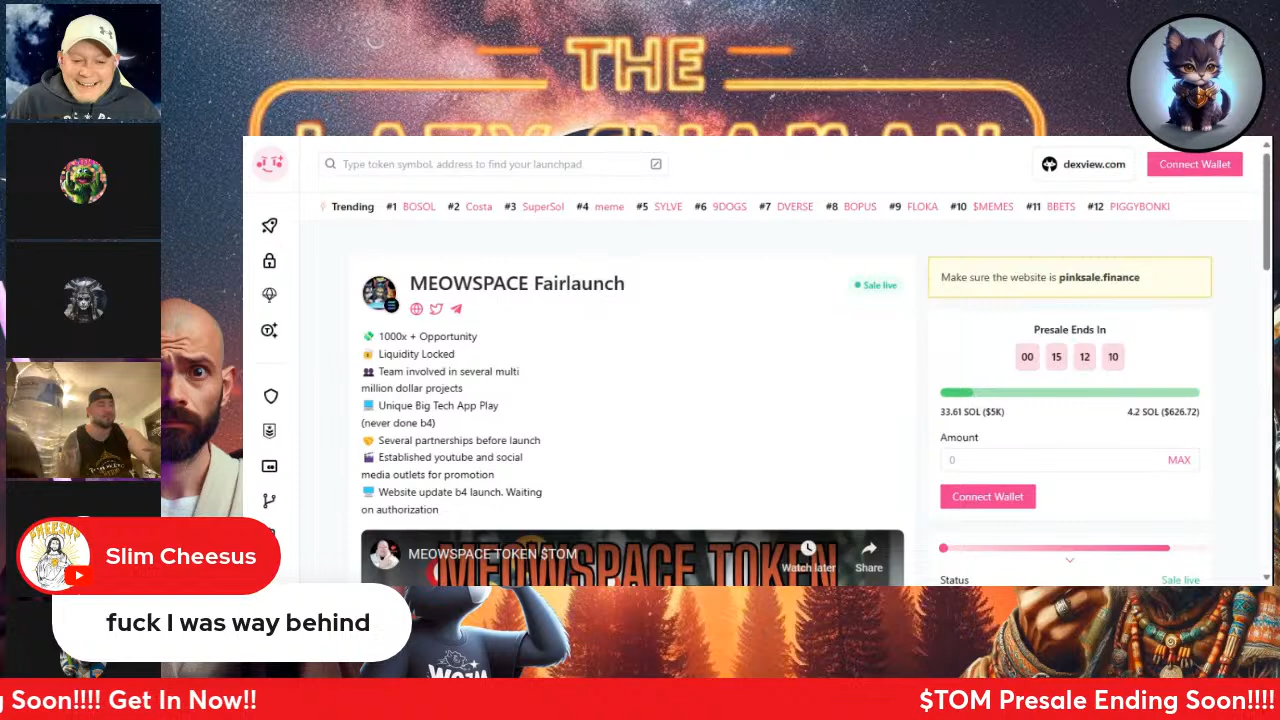 THE
LAZY SHAMAN
Type token symbol, address to find your launchpad
dexview.com
Connect Wallet
Trending #1 BOSOL #2 Costa #3 SuperSol #4 meme #5 SYLVE #6 9DOGS #7 DVERSE #8 BOPUS #9 FLOKA #10 $MEMES #11 BBETS #12 PIGGYBONKI
MEOWSPACE Fairlaunch
Sale live
1000x + Opportunity
Liquidity Locked
Team involved in several multi
million dollar projects
Unique Big Tech App Play
(never done b4)
Several partnerships before launch
Established youtube and social
media outlets for promotion
Website update b4 launch. Waiting
on authorization
MEOWSPACE TOKEN $TOM
MEOWSPACE TOKEN
Watch later
Share
Make sure the website is pinksale.finance
Presale Ends In
00 15 12 10
33.61 SOL ($5K) 4.2 SOL ($626.72)
Amount
0 MAX
Connect Wallet
Status Sale live
CHEESUS
Slim Cheesus
fuck I was way behind
g Soon!!!! Get In Now!! $TOM Presale Ending Soon!!!!